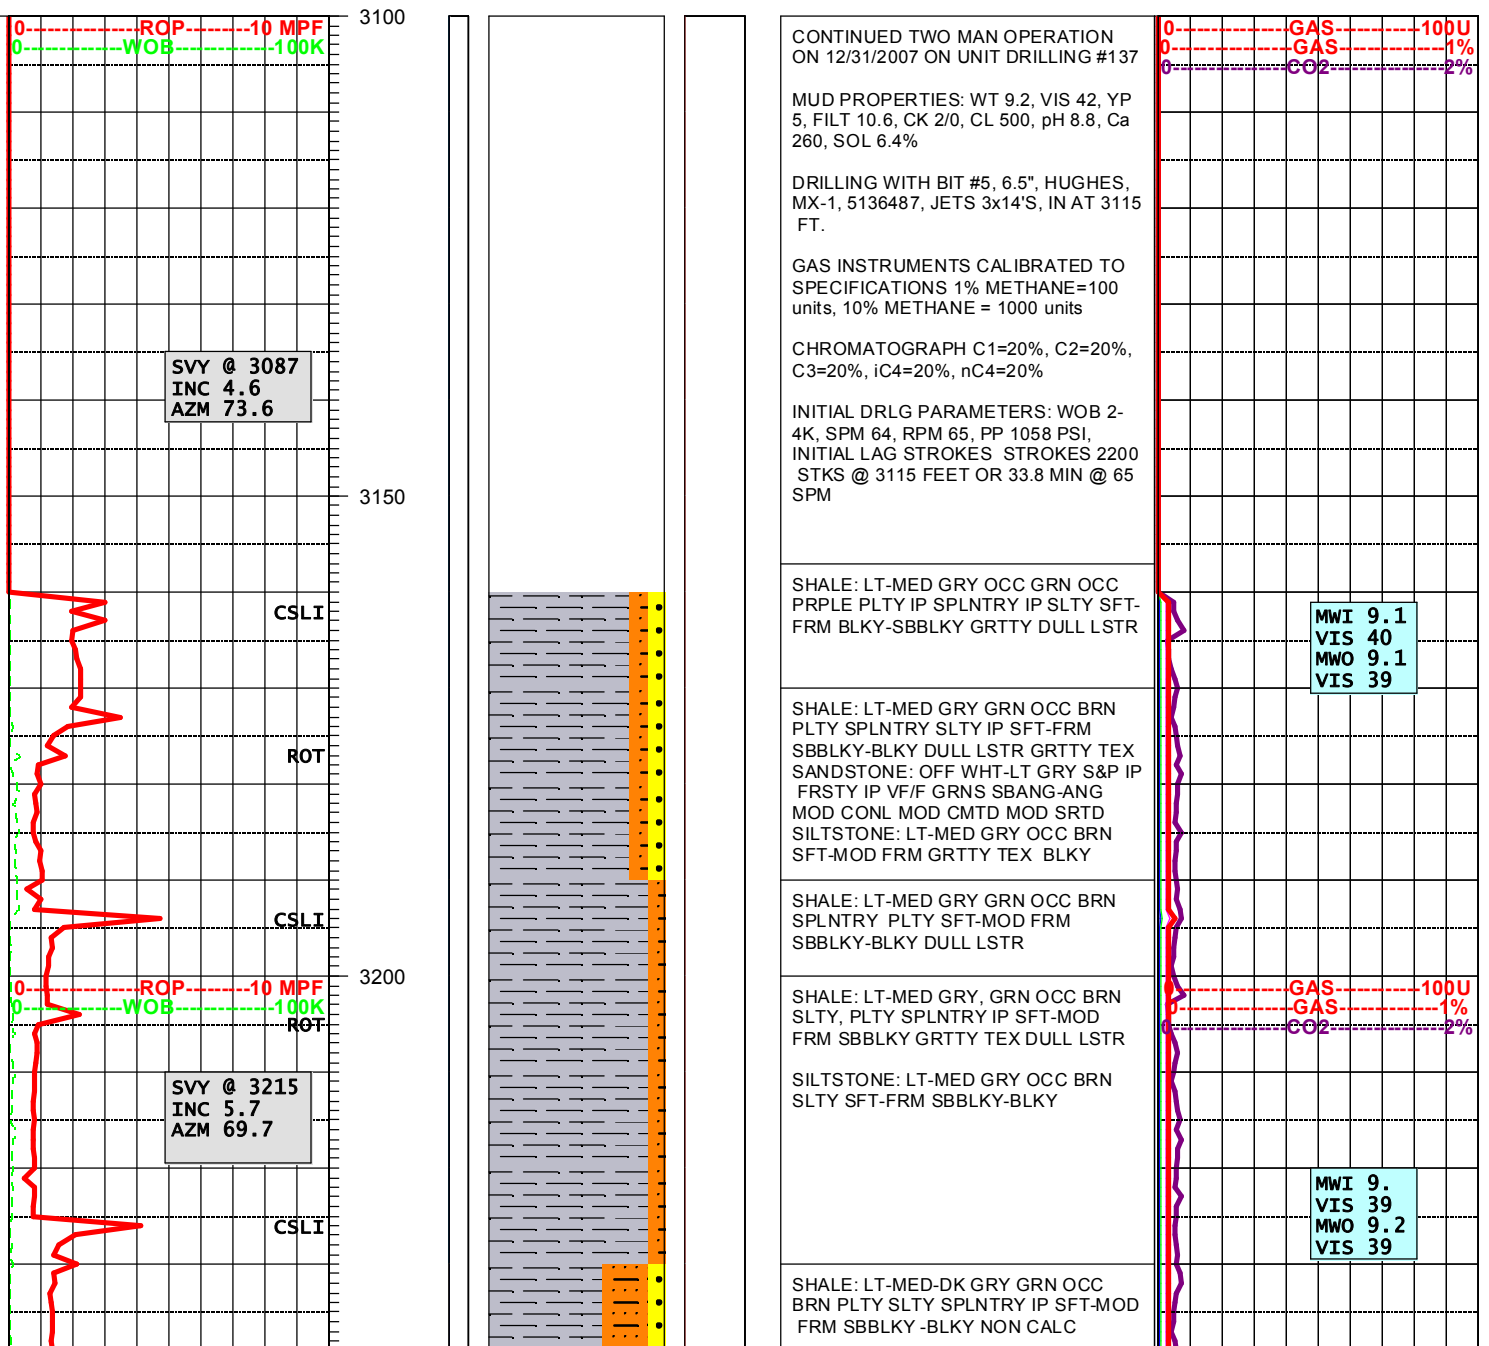 0-----------ROP--------10 MPF
0----------WOB----------100K
SVY @ 3087
INC 4.6
AZM 73.6
CSLI
ROT
CSLI
0-----------ROP--------10 MPF
0----------WOB----------100K
ROT
SVY @ 3215
INC 5.7
AZM 69.7
CSLI
3100
3150
3200
CONTINUED TWO MAN OPERATION
ON 12/31/2007 ON UNIT DRILLING #137
MUD PROPERTIES: WT 9.2, VIS 42, YP
5, FILT 10.6, CK 2/0, CL 500, pH 8.8, Ca
260, SOL 6.4%
DRILLING WITH BIT #5, 6.5", HUGHES,
MX-1, 5136487, JETS 3x14'S, IN AT 3115
FT.
GAS INSTRUMENTS CALIBRATED TO
SPECIFICATIONS 1% METHANE=100
units, 10% METHANE = 1000 units
CHROMATOGRAPH C1=20%, C2=20%,
C3=20%, iC4=20%, nC4=20%
INITIAL DRLG PARAMETERS: WOB 2-
4K, SPM 64, RPM 65, PP 1058 PSI,
INITIAL LAG STROKES STROKES 2200
STKS @ 3115 FEET OR 33.8 MIN @ 65
SPM
SHALE: LT-MED GRY OCC GRN OCC
PRPLE PLTY IP SPLNTRY IP SLTY SFT-
FRM BLKY-SBBLKY GRTTY DULL LSTR
SHALE: LT-MED GRY GRN OCC BRN
PLTY SPLNTRY SLTY IP SFT-FRM
SBBLKY-BLKY DULL LSTR GRTTY TEX
SANDSTONE: OFF WHT-LT GRY S&P IP
FRSTY IP VF/F GRNS SBANG-ANG
MOD CONL MOD CMTD MOD SRTD
SILTSTONE: LT-MED GRY OCC BRN
SFT-MOD FRM GRTTY TEX BLKY
SHALE: LT-MED GRY GRN OCC BRN
SPLNTRY PLTY SFT-MOD FRM
SBBLKY-BLKY DULL LSTR
SHALE: LT-MED GRY, GRN OCC BRN
SLTY, PLTY SPLNTRY IP SFT-MOD
FRM SBBLKY GRTTY TEX DULL LSTR
SILTSTONE: LT-MED GRY OCC BRN
SLTY SFT-FRM SBBLKY-BLKY
SHALE: LT-MED-DK GRY GRN OCC
BRN PLTY SLTY SPLNTRY IP SFT-MOD
FRM SBBLKY -BLKY NON CALC
0-----------GAS-----------100U
0-----------GAS-----------1%
0-----------CO2-----------2%
MWI 9.1
VIS 40
MWO 9.1
VIS 39
0-----------GAS-----------100U
0-----------GAS-----------1%
0-----------CO2-----------2%
MWI 9.
VIS 39
MWO 9.2
VIS 39